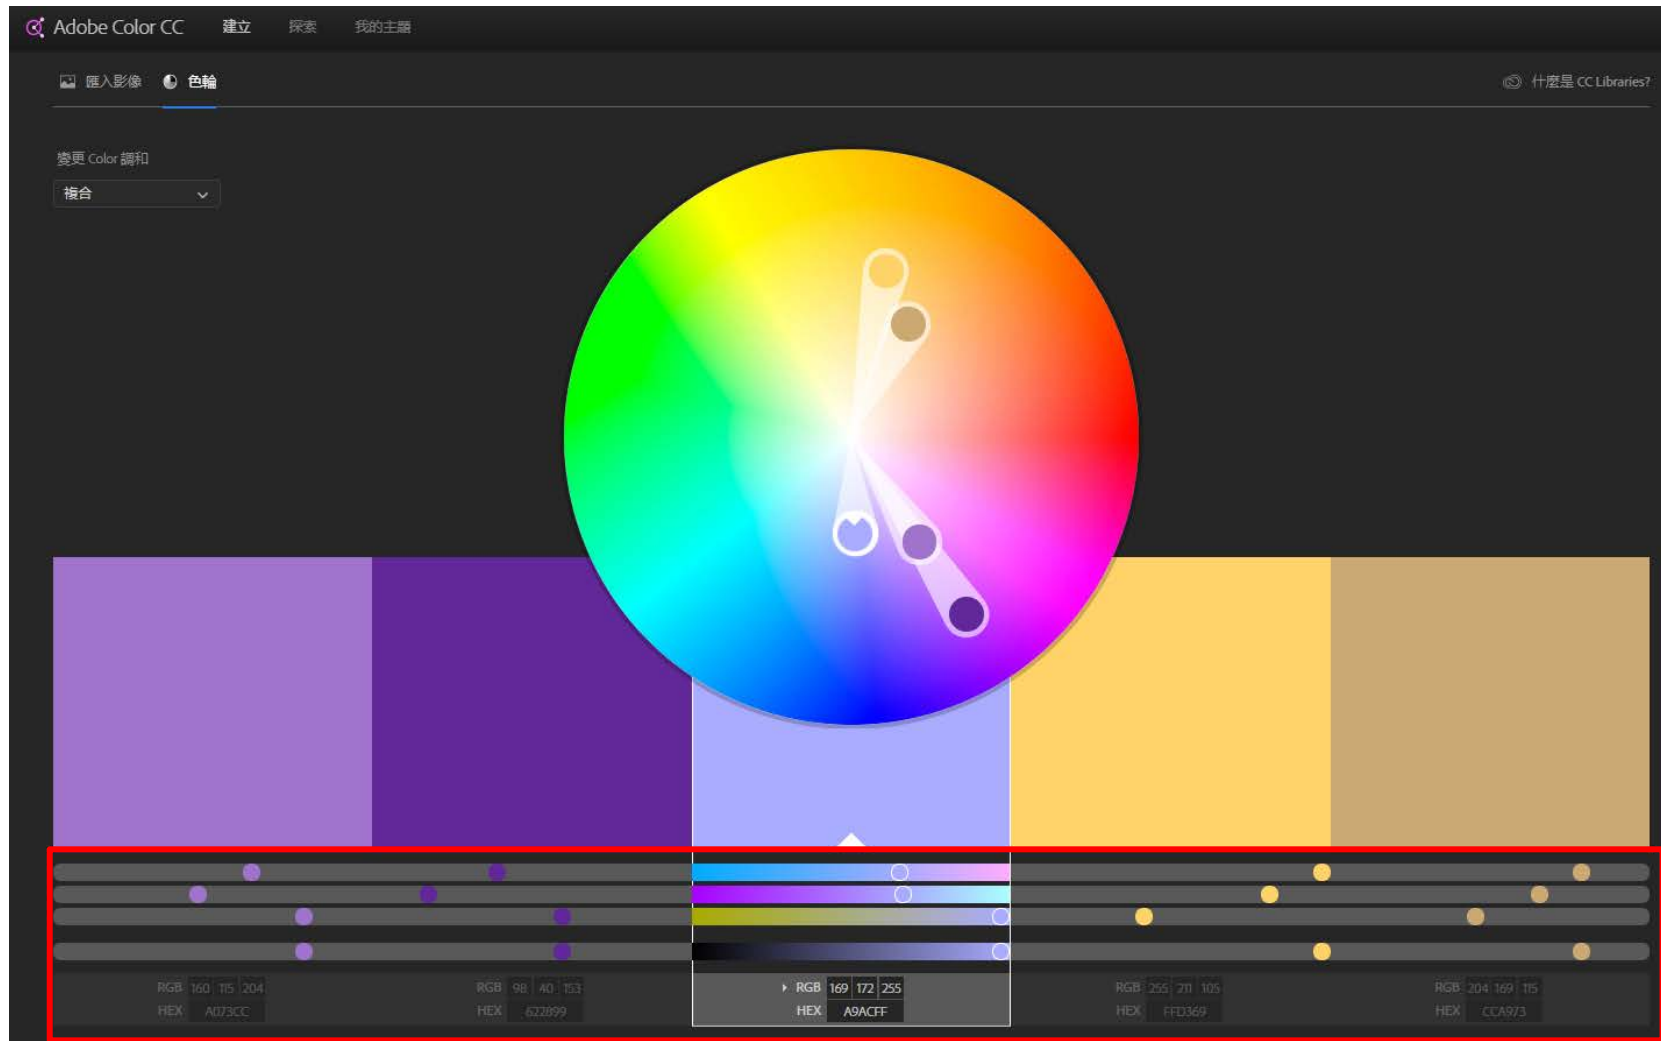 Adobe Color CC 建立 探索 我的主題
匯入影像 色輪 什麼是 CC Libraries?
變更 Color 調和
複合
RGB 160 115 204 RGB 98 40 153 RGB 169 172 255 RGB 255 211 105 RGB 204 169 115
HEX A073CC HEX 622899 HEX A9ACFF HEX FFD369 HEX CCA973